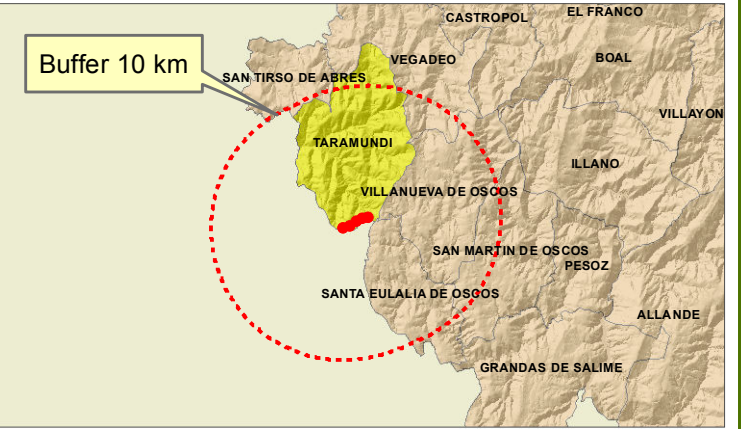 EL FRANCO
CASTROPOL
VEGADEO
BOAL
Buffer 10 km
SAN TIRSO DE ABRES
VILLAYON
TARAMUNDI
ILLANO
VILLANUEVA DE OSCOS
SAN MARTIN DE OSCOS
PESOZ
SANTA EULALIA DE OSCOS
ALLANDE
GRANDAS DE SALIME